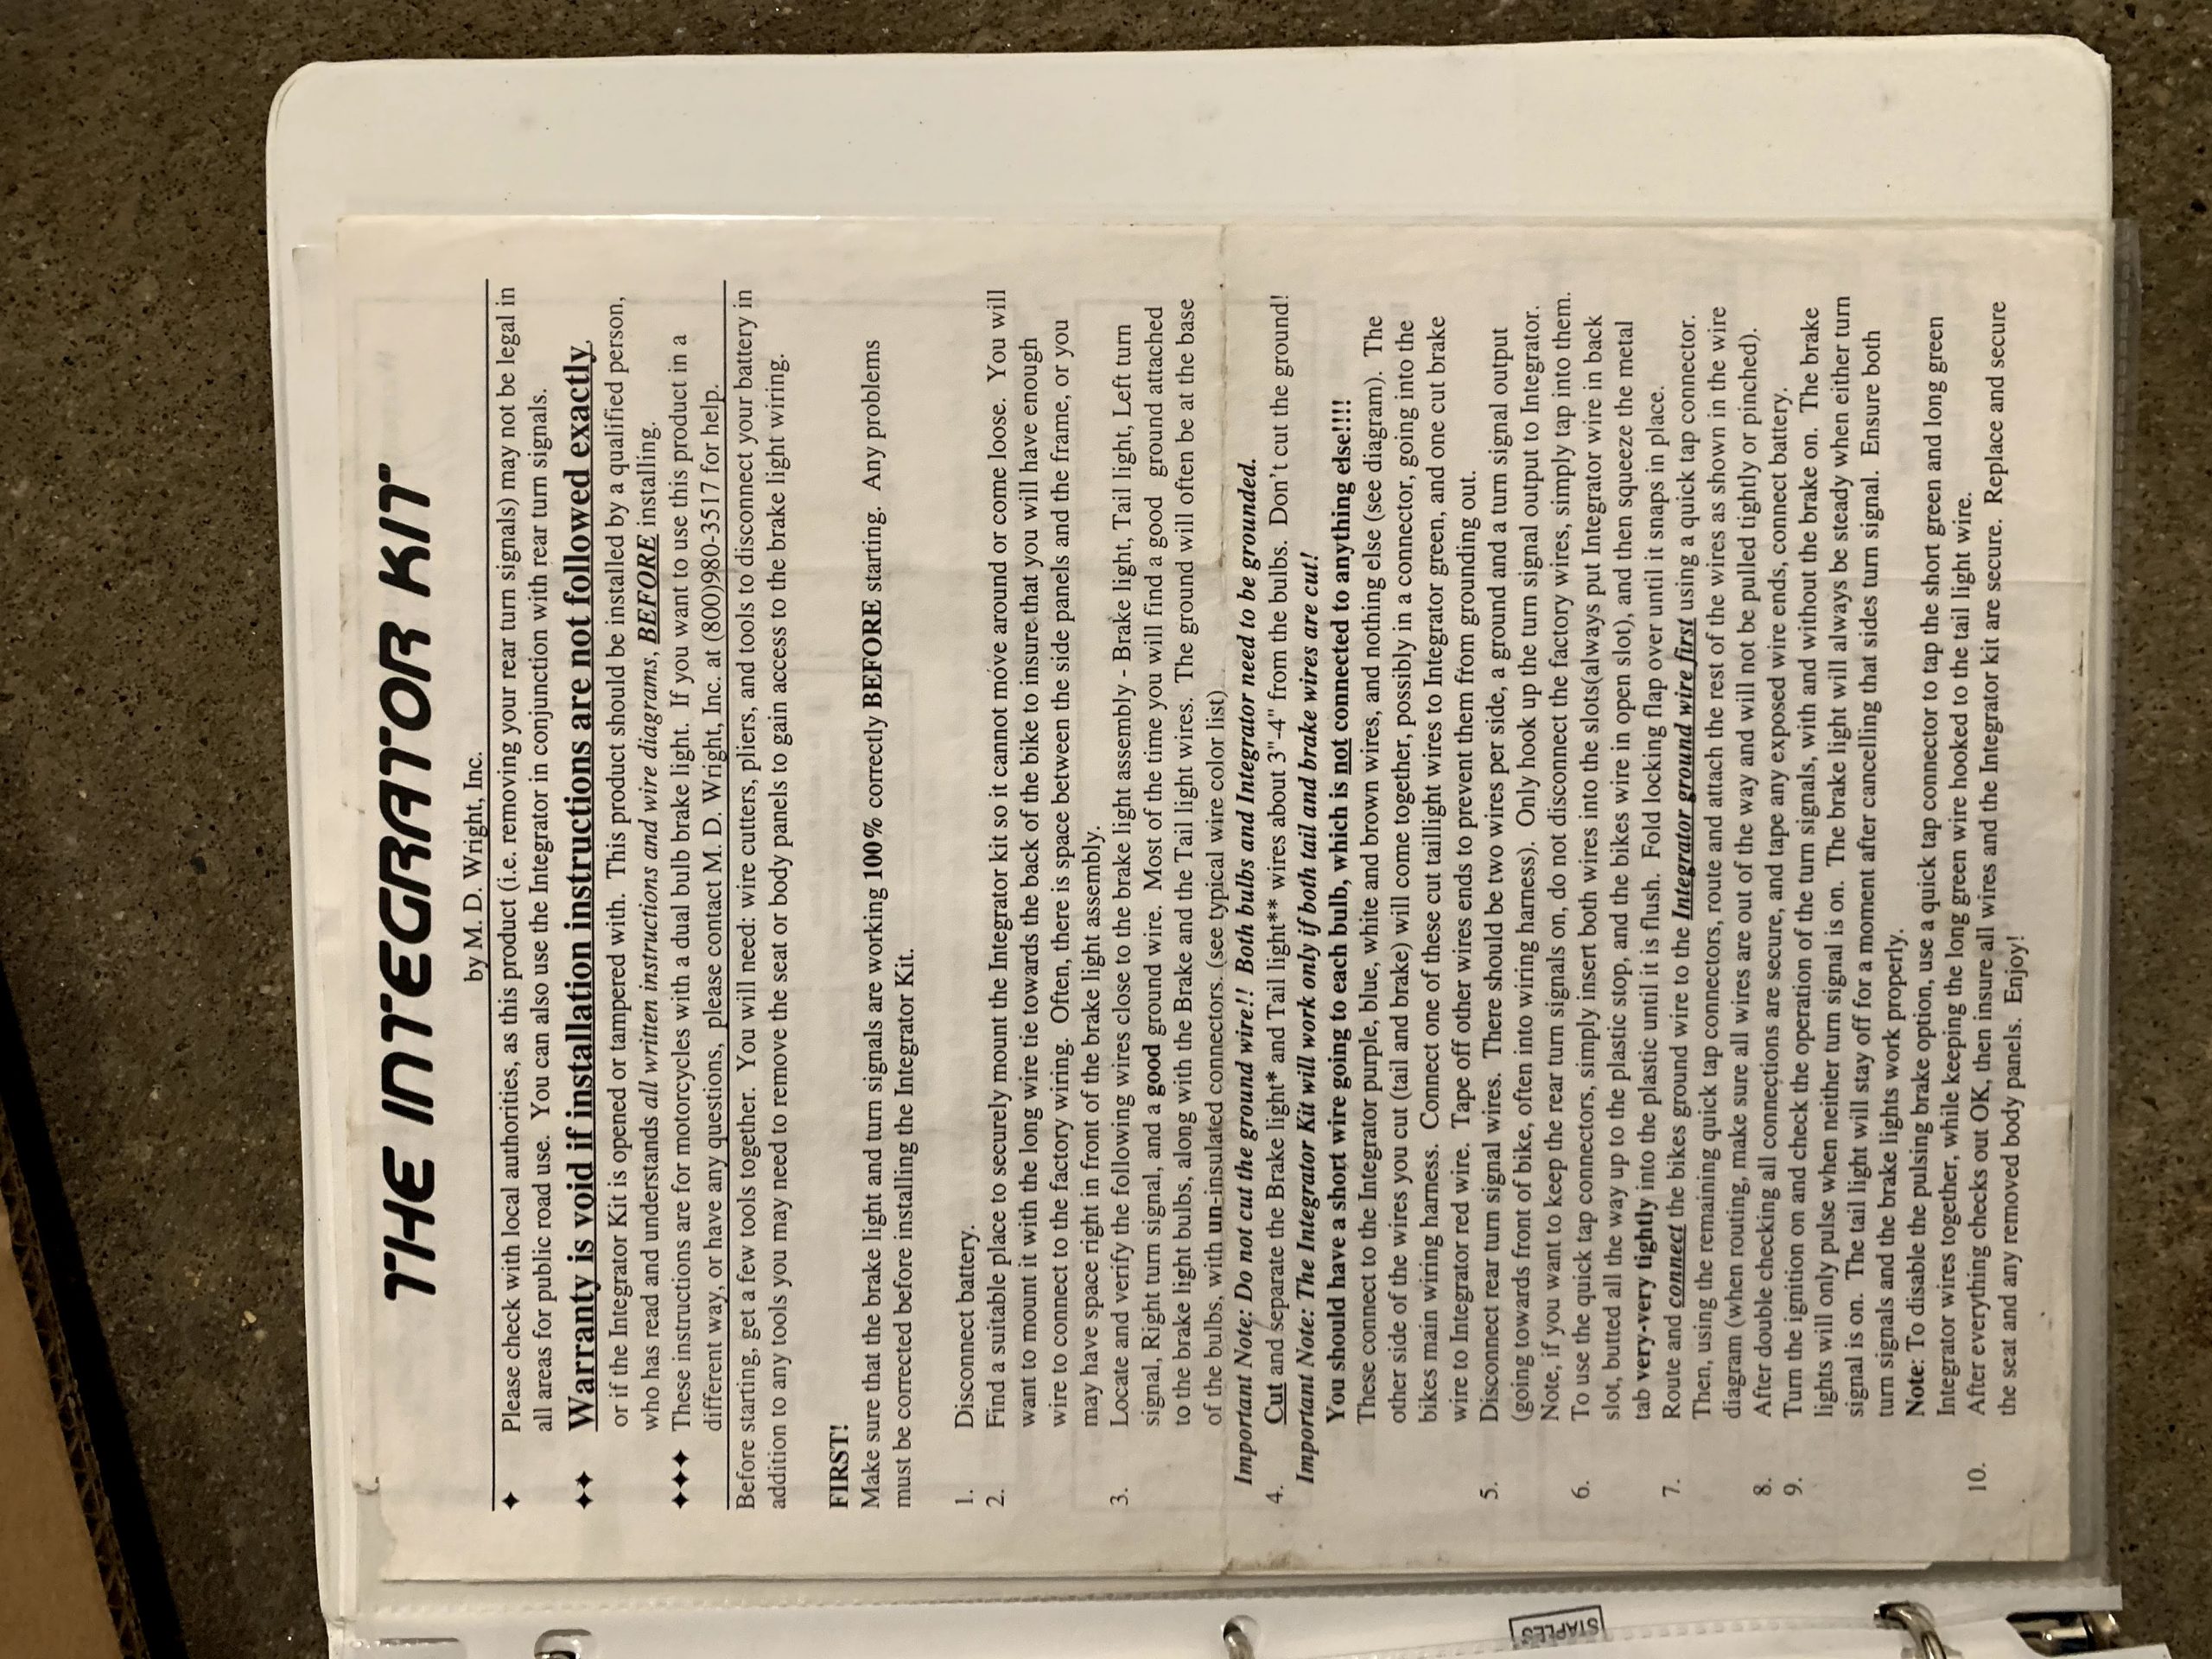 THE INTEGRATOR KIT
by M. D. Wright, Inc.
✦ Please check with local authorities, as this product (i.e. removing your rear turn signals) may not be legal in
all areas for public road use. You can also use the Integrator in conjunction with rear turn signals.
✦✦ Warranty is void if installation instructions are not followed exactly,
or if the Integrator Kit is opened or tampered with. This product should be installed by a qualified person,
who has read and understands all written instructions and wire diagrams, BEFORE installing.
✦✦✦ These instructions are for motorcycles with a dual bulb brake light. If you want to use this product in a
different way, or have any questions, please contact M. D. Wright, Inc. at (800)980-3517 for help.
Before starting, get a few tools together. You will need: wire cutters, pliers, and tools to disconnect your battery in
addition to any tools you may need to remove the seat or body panels to gain access to the brake light wiring.
FIRST!
Make sure that the brake light and turn signals are working 100% correctly BEFORE starting. Any problems
must be corrected before installing the Integrator Kit.
1. Disconnect battery.
2. Find a suitable place to securely mount the Integrator kit so it cannot move around or come loose. You will
want to mount it with the long wire tie towards the back of the bike to insure that you will have enough
wire to connect to the factory wiring. Often, there is space between the side panels and the frame, or you
may have space right in front of the brake light assembly.
3. Locate and verify the following wires close to the brake light assembly - Brake light, Tail light, Left turn
signal, Right turn signal, and a good ground wire. Most of the time you will find a good ground attached
to the brake light bulbs, along with the Brake and the Tail light wires. The ground will often be at the base
of the bulbs, with un-insulated connectors. (see typical wire color list)
Important Note: Do not cut the ground wire!! Both bulbs and Integrator need to be grounded.
4. Cut and separate the Brake light* and Tail light** wires about 3"-4" from the bulbs. Don't cut the ground!
Important Note: The Integrator Kit will work only if both tail and brake wires are cut!
You should have a short wire going to each bulb, which is not connected to anything else!!!!
These connect to the Integrator purple, blue, white and brown wires, and nothing else (see diagram). The
other side of the wires you cut (tail and brake) will come together, possibly in a connector, going into the
bikes main wiring harness. Connect one of these cut taillight wires to Integrator green, and one cut brake
wire to Integrator red wire. Tape off other wires ends to prevent them from grounding out.
5. Disconnect rear turn signal wires. There should be two wires per side, a ground and a turn signal output
(going towards front of bike, often into wiring harness). Only hook up the turn signal output to Integrator.
Note, if you want to keep the rear turn signals on, do not disconnect the factory wires, simply tap into them.
6. To use the quick tap connectors, simply insert both wires into the slots(always put Integrator wire in back
slot, butted all the way up to the plastic stop, and the bikes wire in open slot), and then squeeze the metal
tab very-very tightly into the plastic until it is flush. Fold locking flap over until it snaps in place.
7. Route and connect the bikes ground wire to the Integrator ground wire first using a quick tap connector.
Then, using the remaining quick tap connectors, route and attach the rest of the wires as shown in the wire
diagram (when routing, make sure all wires are out of the way and will not be pulled tightly or pinched).
8. After double checking all connections are secure, and tape any exposed wire ends, connect battery.
9. Turn the ignition on and check the operation of the turn signals, with and without the brake on. The brake
lights will only pulse when neither turn signal is on. The brake light will always be steady when either turn
signal is on. The tail light will stay off for a moment after cancelling that sides turn signal. Ensure both
turn signals and the brake lights work properly.
Note: To disable the pulsing brake option, use a quick tap connector to tap the short green and long green
Integrator wires together, while keeping the long green wire hooked to the tail light wire.
10. After everything checks out OK, then insure all wires and the Integrator kit are secure. Replace and secure
the seat and any removed body panels. Enjoy!
STAPLES